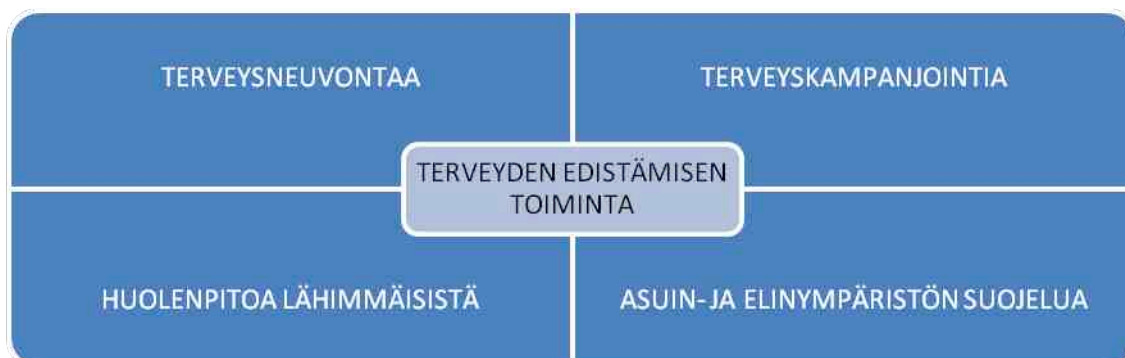 TERVEYSNEUVONTAA
TERVEYSKAMPANJOINTIA
TERVEYDEN EDISTÄMISEN
TOIMINTA
HUOLENPITOA LÄHIMMÄISISTÄ
ASUIN- JA ELINYMPÄRISTÖN SUOJELUA